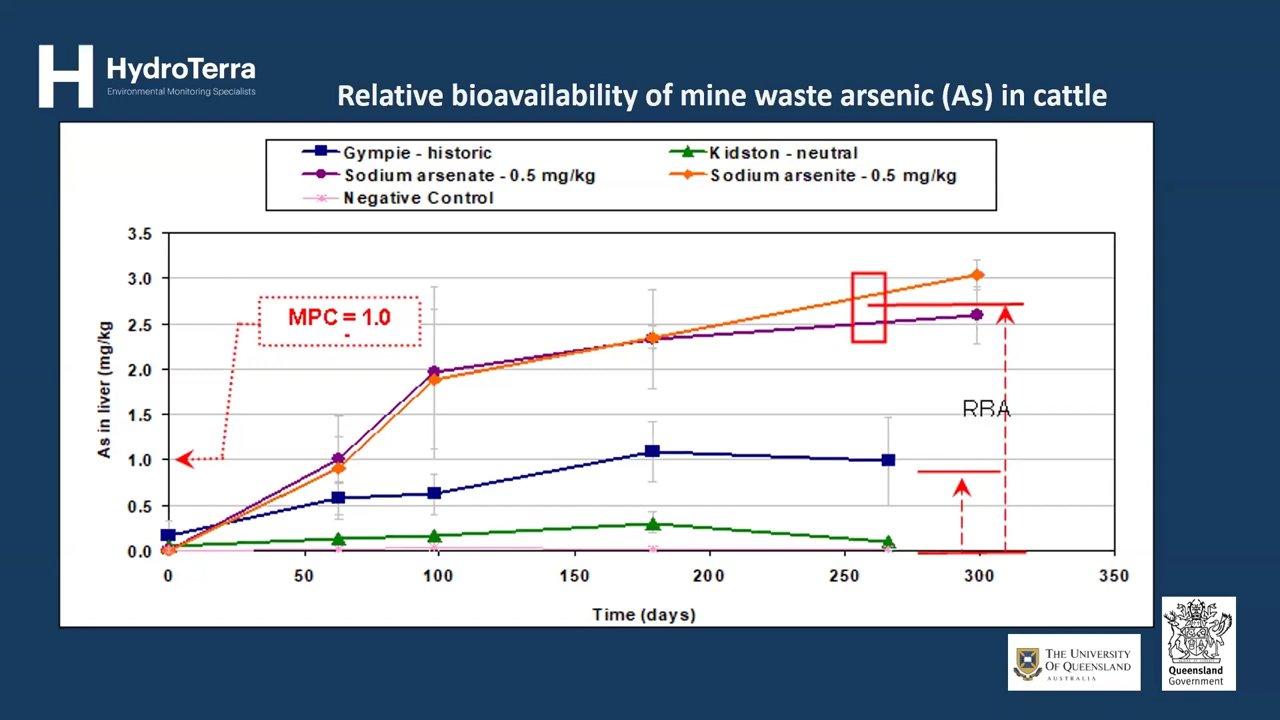 HydroTerra
Environmental Monitoring Specialists
Relative bioavailability of mine waste arsenic (As) in cattle
Gympie - historic
Kidston - neutral
Sodium arsenate - 0.5 mg/kg
Sodium arsenite - 0.5 mg/kg
Negative Control
3.5
3.0
2.5
2.0
1.5
1.0
0.5
0.0
As in liver (mg/kg)
MPC = 1.0
-
RBA
0 50 100 150 200 250 300 350
Time (days)
THE UNIVERSITY
OF QUEENSLAND
AUSTRALIA
Queensland
Government